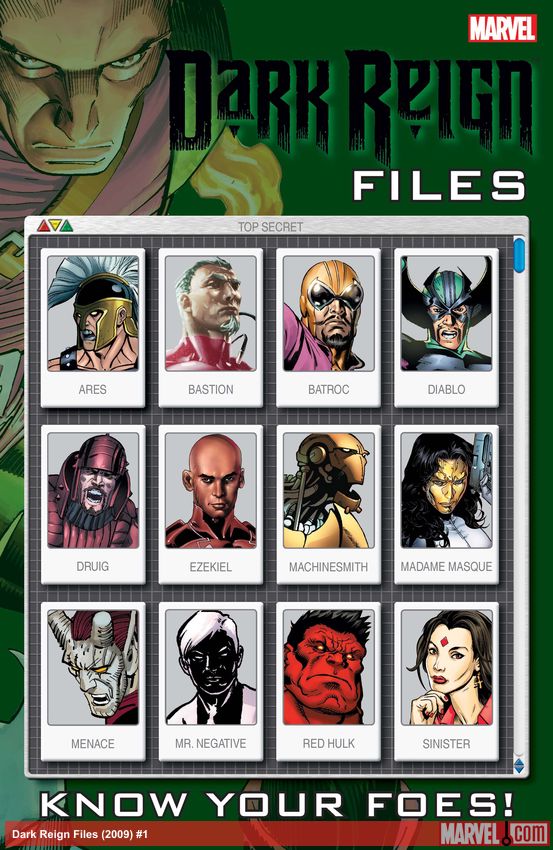 MARVEL
DARK REIGN
FILES
TOP SECRET
ARES
BASTION
BATROC
DIABLO
DRUIG
EZEKIEL
MACHINESMITH
MADAME MASQUE
MENACE
MR. NEGATIVE
RED HULK
SINISTER
KNOW YOUR FOES!
Dark Reign Files (2009) #1
MARVEL.com